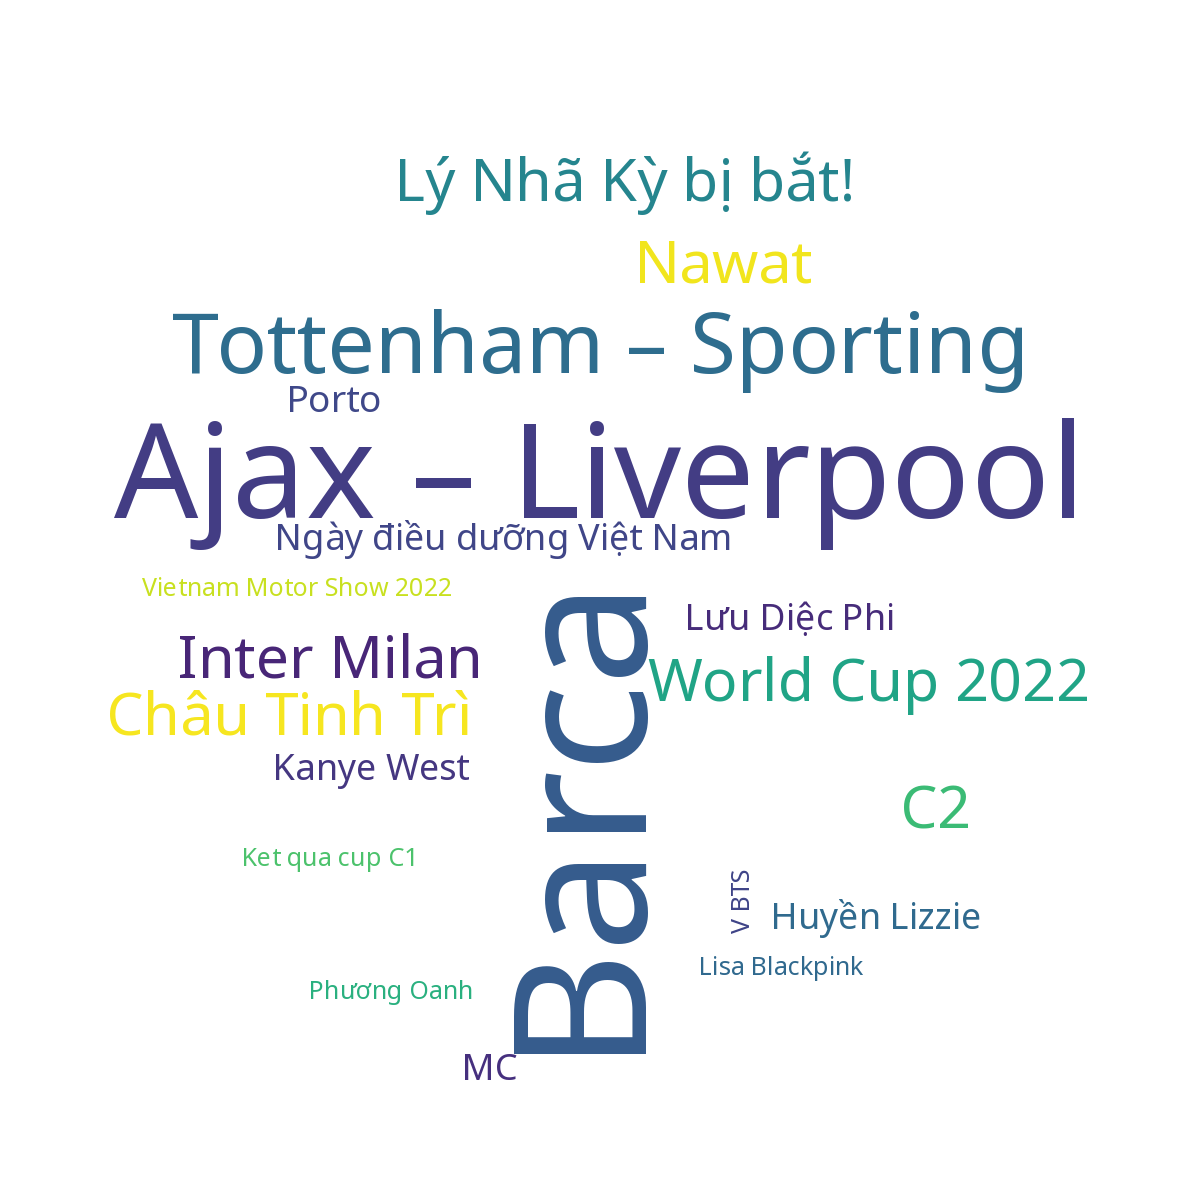 Lý Nhã Kỳ bị bắt!
Nawat
Tottenham – Sporting
Porto
Ajax – Liverpool
Ngày điều dưỡng Việt Nam
Vietnam Motor Show 2022
Barca
Lưu Diệc Phi
Inter Milan
World Cup 2022
Châu Tinh Trì
Kanye West
C2
Ket qua cup C1
V BTS
Huyền Lizzie
Lisa Blackpink
Phương Oanh
MC